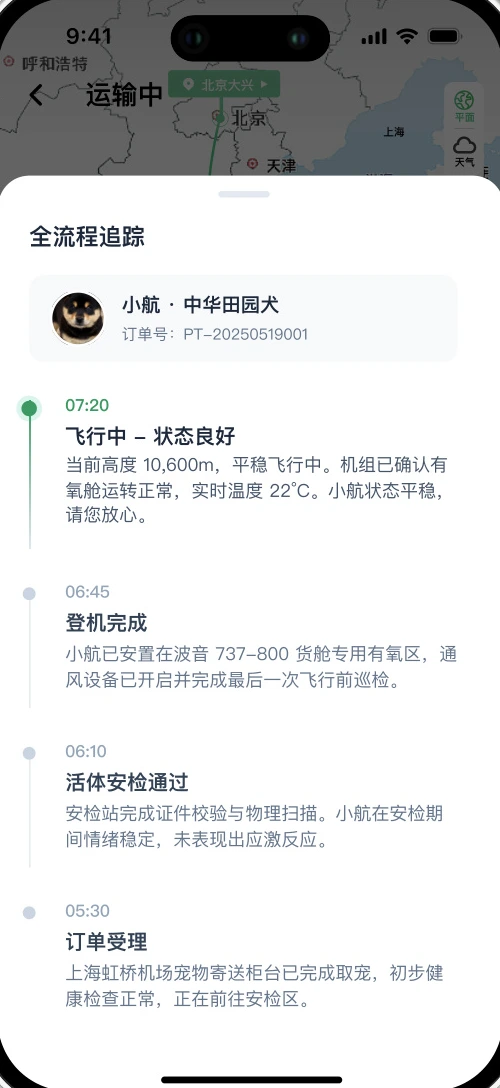 9:41
呼和浩特
运输中
北京大兴
北京
天津
上海
平面
天气
全流程追踪
小航 · 中华田园犬
订单号：PT-20250519001
07:20
飞行中 – 状态良好
当前高度 10,600m，平稳飞行中。机组已确认有
氧舱运转正常，实时温度 22°C。小航状态平稳，
请您放心。
06:45
登机完成
小航已安置在波音 737-800 货舱专用有氧区，通
风设备已开启并完成最后一次飞行前巡检。
06:10
活体安检通过
安检站完成证件校验与物理扫描。小航在安检期
间情绪稳定，未表现出应激反应。
05:30
订单受理
上海虹桥机场宠物寄送柜台已完成取宠，初步健
康检查正常，正在前往安检区。